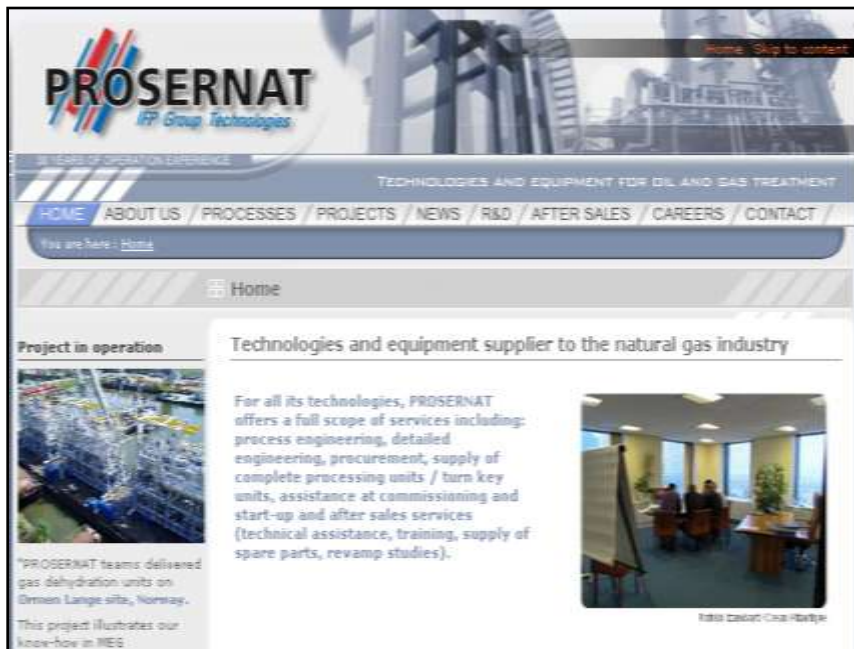 Home Skip to content
PROSERNAT
IFP Group Technologies
30 YEARS OF OPERATION EXPERIENCE
TECHNOLOGIES AND EQUIPMENT FOR OIL AND GAS TREATMENT
HOME / ABOUT US / PROCESSES / PROJECTS / NEWS / R&D / AFTER SALES / CAREERS / CONTACT /
You are here : Home
Home
Project in operation
"PROSERNAT teams delivered
gas dehydration units on
Ormen Lange site, Norway.
This project illustrates our
know-how in MEG
Technologies and equipment supplier to the natural gas industry
For all its technologies, PROSERNAT
offers a full scope of services including:
process engineering, detailed
engineering, procurement, supply of
complete processing units / turn key
units, assistance at commissioning and
start-up and after sales services
(technical assistance, training, supply of
spare parts, revamp studies).